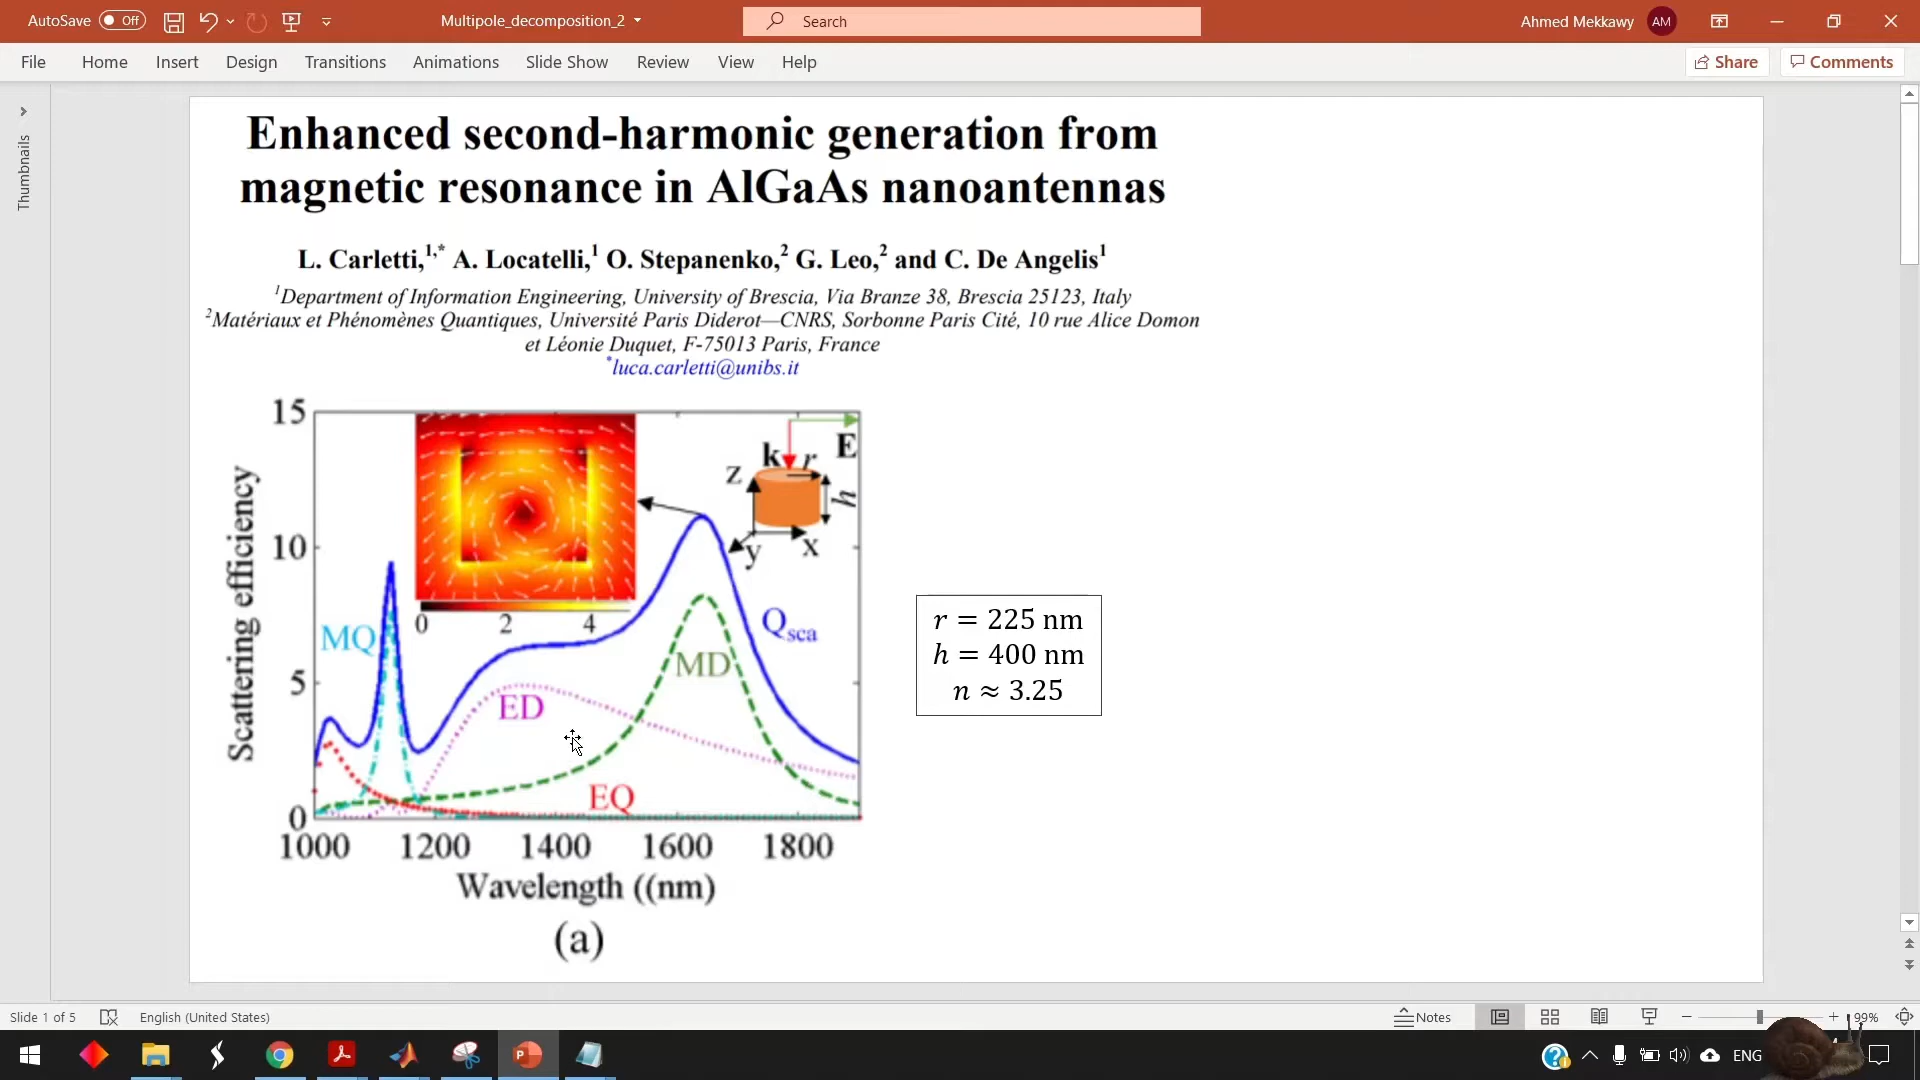 AutoSave Off
Multipole_decomposition_2
Search
Ahmed Mekkawy AM
File Home Insert Design Transitions Animations Slide Show Review View Help
Share Comments
Thumbnails
Enhanced second-harmonic generation from
magnetic resonance in AlGaAs nanoantennas
L. Carletti,1,* A. Locatelli,1 O. Stepanenko,2 G. Leo,2 and C. De Angelis1
1Department of Information Engineering, University of Brescia, Via Branze 38, Brescia 25123, Italy
2Matériaux et Phénomènes Quantiques, Université Paris Diderot—CNRS, Sorbonne Paris Cité, 10 rue Alice Domon
et Léonie Duquet, F-75013 Paris, France
*luca.carletti@unibs.it
Scattering efficiency
15
10
5
0
k r E
z h
y x
0 2 4
MQ
Qsca
MD
ED
EQ
1000 1200 1400 1600 1800
Wavelength ((nm)
(a)
r = 225 nm
h = 400 nm
n ≈ 3.25
Slide 1 of 5 English (United States) Notes 99%
P ENG